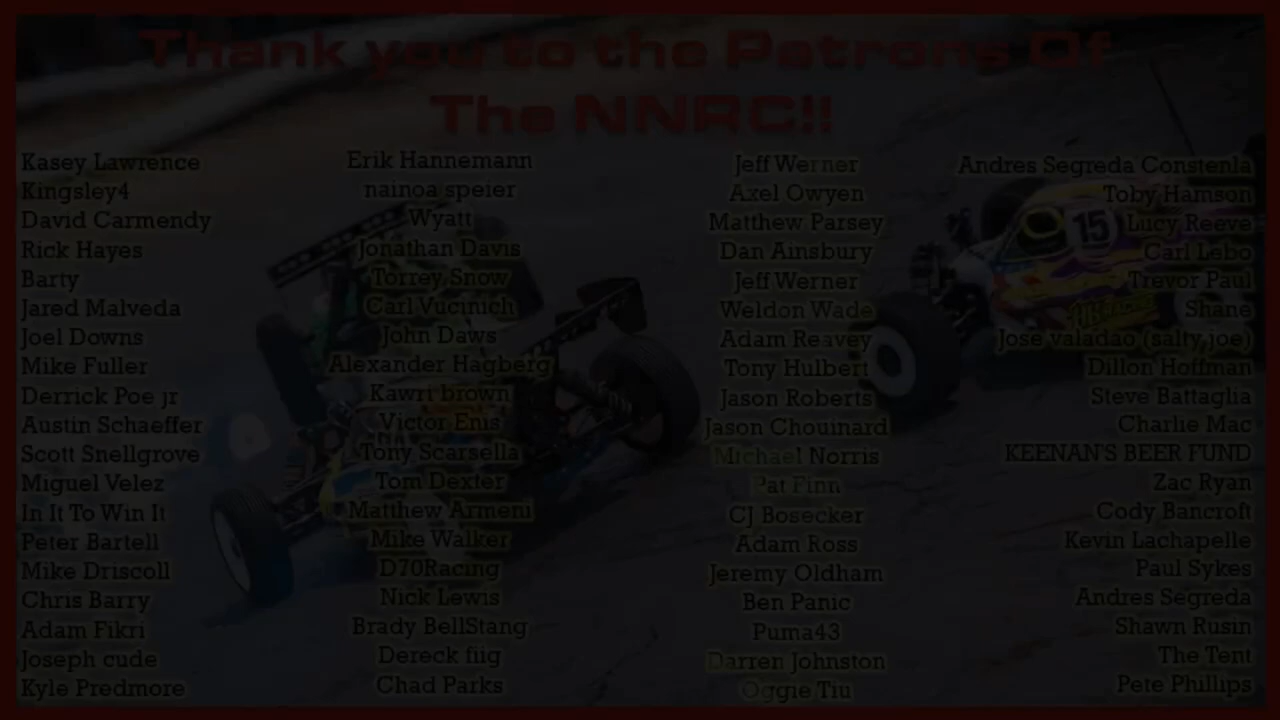 Thank you to the Patrons Of
The NNRC!!
Kasey Lawrence
Kingsley4
David Carmendy
Rick Hayes
Barty
Jared Malveda
Joel Downs
Mike Fuller
Derrick Poe jr
Austin Schaeffer
Scott Snellgrove
Miguel Velez
In It To Win It
Peter Bartell
Mike Driscoll
Chris Barry
Adam Fikri
Joseph cude
Kyle Predmore
Erik Hannemann
nainoa speier
Wyatt
Jonathan Davis
Torrey Snow
Carl Vucinich
John Daws
Alexander Hagberg
Kawri brown
Victor Enis
Tony Scarsella
Tom Dexter
Matthew Armeni
Mike Walker
D70Racing
Nick Lewis
Brady BellStang
Dereck fiig
Chad Parks
Jeff Werner
Axel Owyen
Matthew Parsey
Dan Ainsbury
Jeff Werner
Weldon Wade
Adam Reavey
Tony Hulbert
Jason Roberts
Jason Chouinard
Michael Norris
Pat Finn
CJ Bosecker
Adam Ross
Jeremy Oldham
Ben Panic
Puma43
Darren Johnston
Oggie Tiu
Andres Segreda Constenla
Toby Hamson
Lucy Reeve
Carl Lebo
Trevor Paul
Shane
Jose valadao (salty joe)
Dillon Hoffman
Steve Battaglia
Charlie Mac
KEENAN'S BEER FUND
Zac Ryan
Cody Bancroft
Kevin Lachapelle
Paul Sykes
Andres Segreda
Shawn Rusin
The Tent
Pete Phillips
15